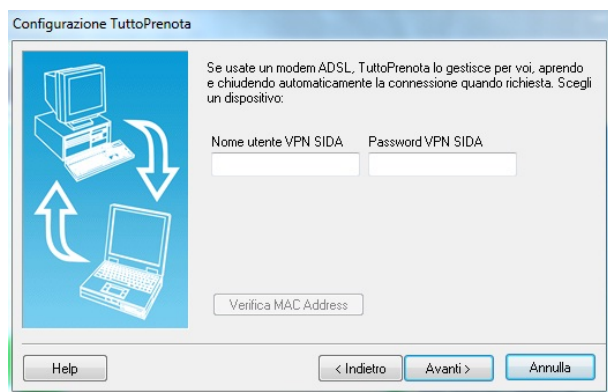 Configurazione TuttoPrenota
Se usate un modem ADSL, TuttoPrenota lo gestisce per voi, aprendo
e chiudendo automaticamente la connessione quando richiesta. Scegli
un dispositivo:
Nome utente VPN SIDA Password VPN SIDA
Verifica MAC Address
Help < Indietro Avanti > Annulla